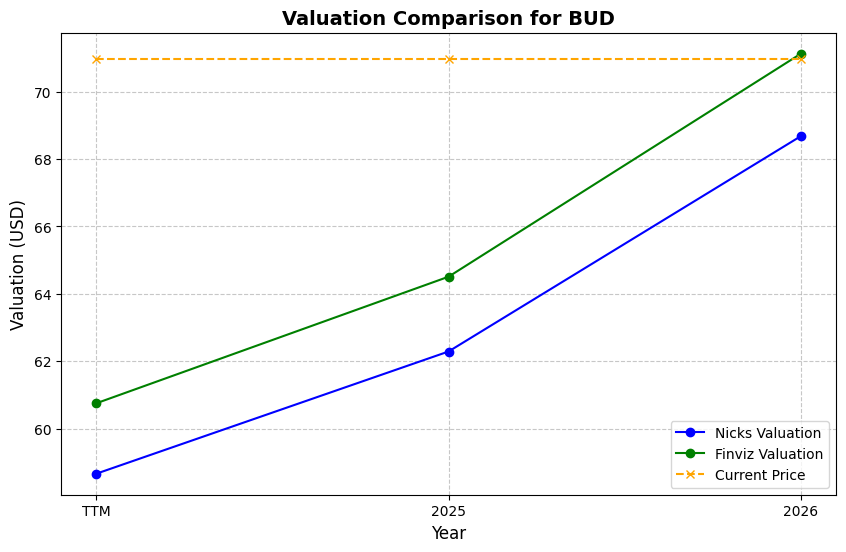 Valuation Comparison for BUD
Valuation (USD)
70
68
66
64
62
60
TTM
2025
2026
Year
Nicks Valuation
Finviz Valuation
Current Price